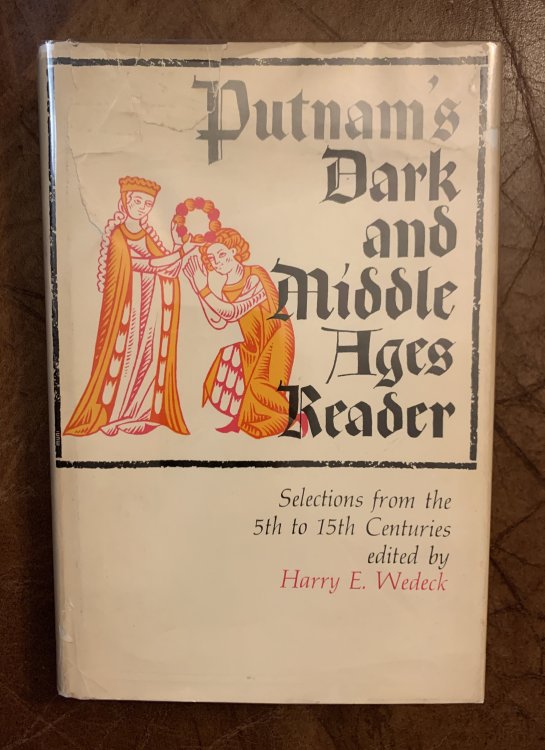 Putnam's
Dark
and
Middle
Ages
Reader
Selections from the
5th to 15th Centuries
edited by
Harry E. Wedeck